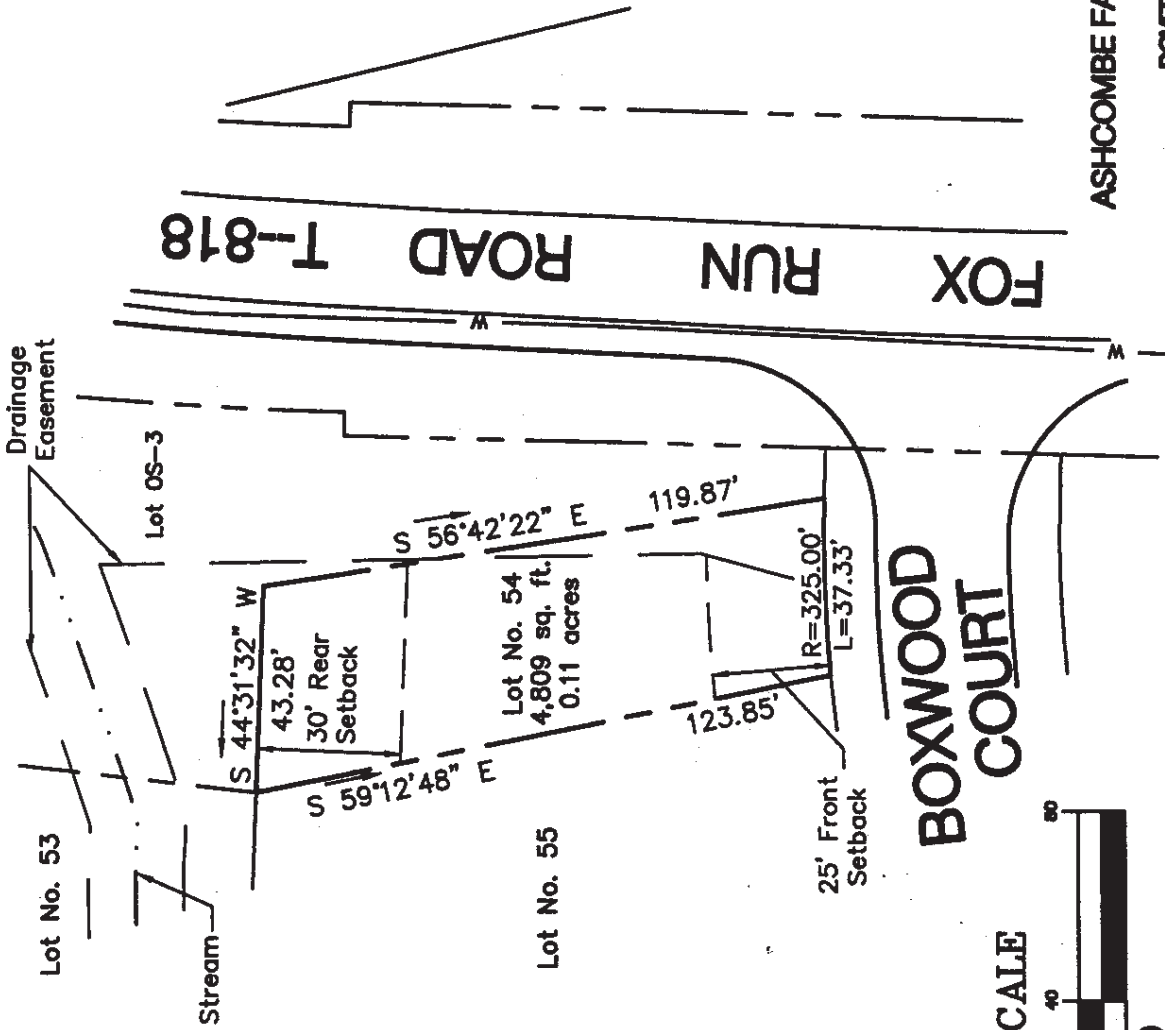 Drainage
Easement
Lot OS-3
Lot No. 53
Stream
T-818
FOX RUN ROAD
W
W
S 44°31'32" W
43.28'
30' Rear
Setback
S 56°42'22" E
119.87'
Lot No. 54
4,809 sq. ft.
0.11 acres
S 59°12'48" E
123.85'
R=325.00'
L=37.33'
Lot No. 55
25' Front
Setback
BOXWOOD
COURT
ASHCOMBE FA
CALE
40
80